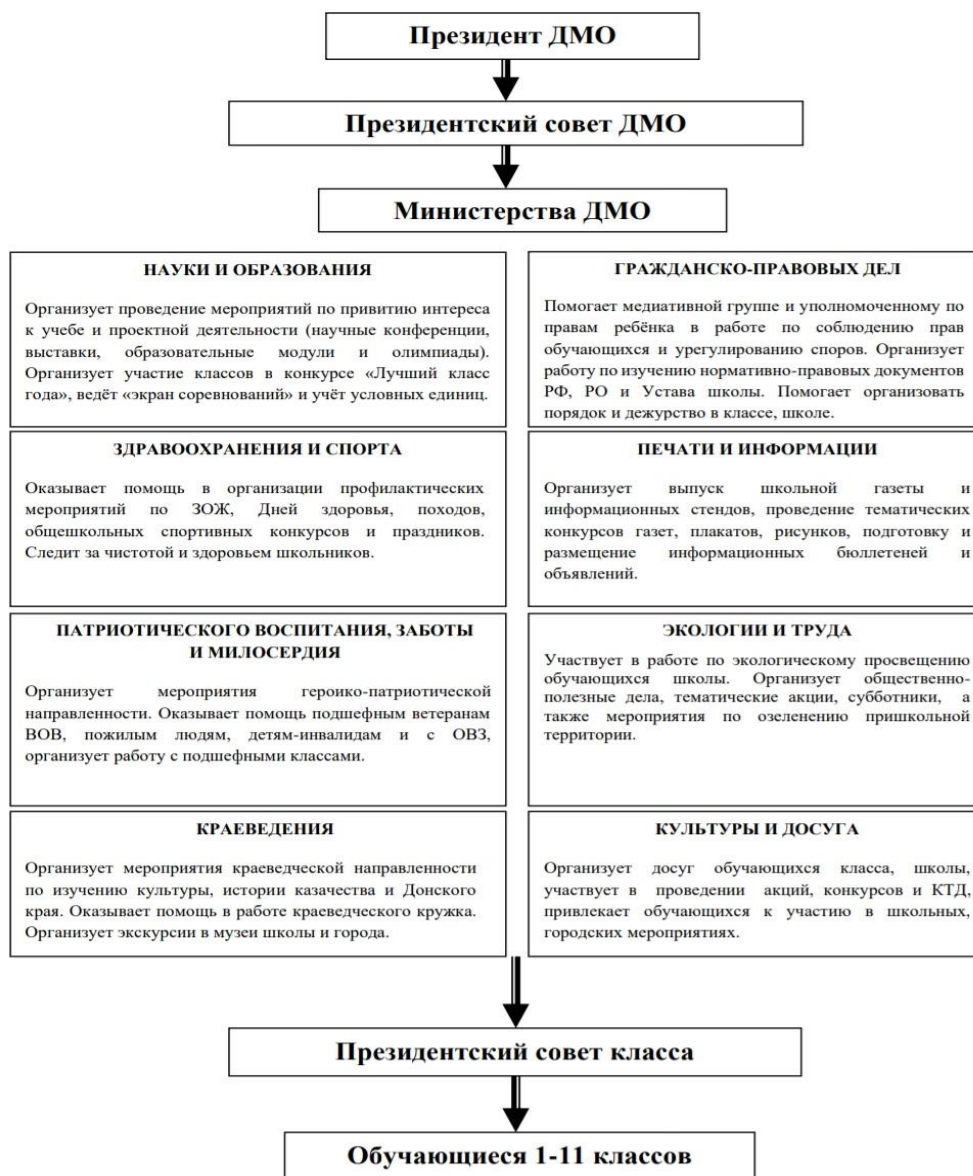 Президент ДМО
Президентский совет ДМО
Министерства ДМО
НАУКИ И ОБРАЗОВАНИЯ
Организует проведение мероприятий по привитию интереса
к учебе и проектной деятельности (научные конференции,
выставки, образовательные модули и олимпиады).
Организует участие классов в конкурсе «Лучший класс
года», ведёт «экран соревнований» и учёт условных единиц.
ГРАЖДАНСКО-ПРАВОВЫХ ДЕЛ
Помогает медиативной группе и уполномоченному по
правам ребёнка в работе по соблюдению прав
обучающихся и урегулированию споров. Организует
работу по изучению нормативно-правовых документов
РФ, РО и Устава школы. Помогает организовать
порядок и дежурство в классе, школе.
ЗДРАВООХРАНЕНИЯ И СПОРТА
Оказывает помощь в организации профилактических
мероприятий по ЗОЖ, Дней здоровья, походов,
общешкольных спортивных конкурсов и праздников.
Следит за чистотой и здоровьем школьников.
ПЕЧАТИ И ИНФОРМАЦИИ
Организует выпуск школьной газеты и
информационных стендов, проведение тематических
конкурсов газет, плакатов, рисунков, подготовку и
размещение информационных бюллетеней и
объявлений.
ПАТРИОТИЧЕСКОГО ВОСПИТАНИЯ, ЗАБОТЫ
И МИЛОСЕРДИЯ
Организует мероприятия героико-патриотической
направленности. Оказывает помощь подшефным ветеранам
ВОВ, пожилым людям, детям-инвалидам и с ОВЗ,
организует работу с подшефными классами.
ЭКОЛОГИИ И ТРУДА
Участвует в работе по экологическому просвещению
обучающихся школы. Организует общественно-
полезные дела, тематические акции, субботники, а
также мероприятия по озеленению пришкольной
территории.
КРАЕВЕДЕНИЯ
Организует мероприятия краеведческой направленности
по изучению культуры, истории казачества и Донского
края. Оказывает помощь в работе краеведческого кружка.
Организует экскурсии в музеи школы и города.
КУЛЬТУРЫ И ДОСУГА
Организует досуг обучающихся класса, школы,
участвует в проведении акций, конкурсов и КТД,
привлекает обучающихся к участию в школьных,
городских мероприятиях.
Президентский совет класса
Обучающиеся 1-11 классов